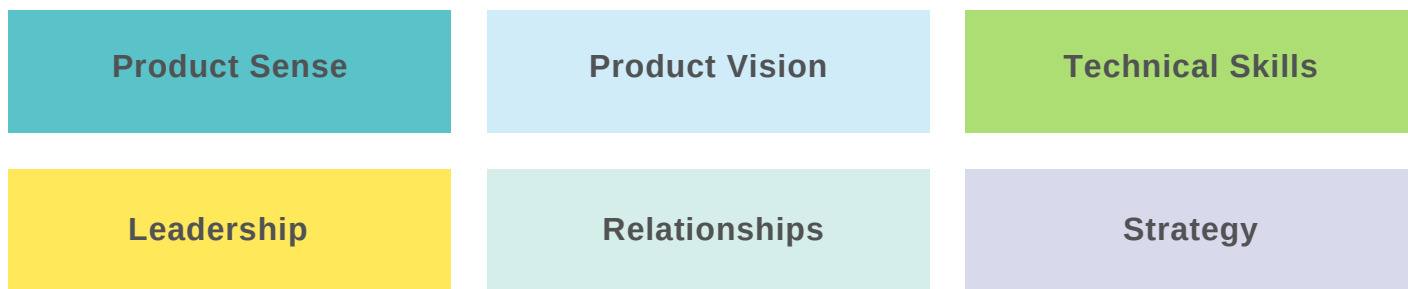 Product Sense
Product Vision
Technical Skills
Leadership
Relationships
Strategy